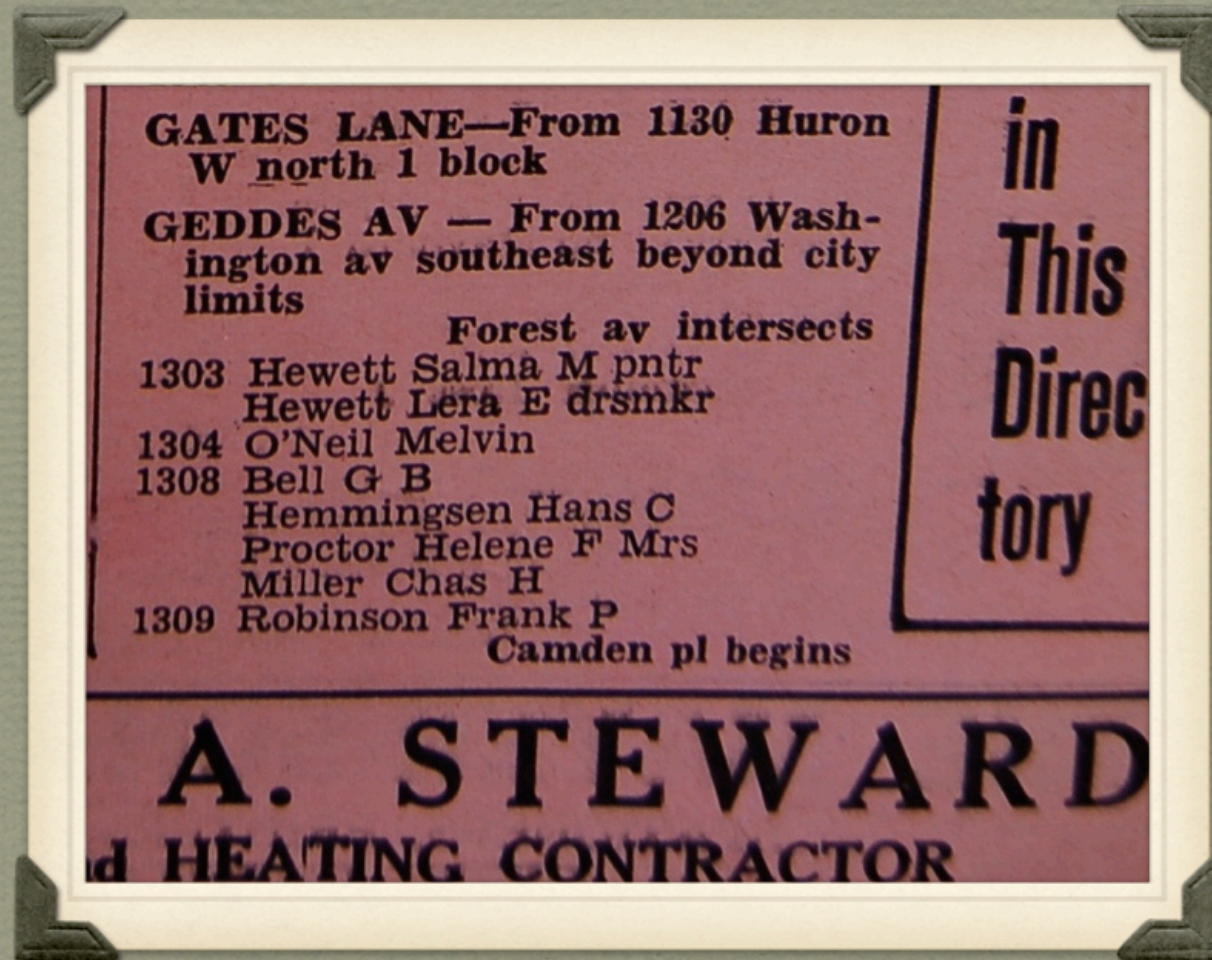 GATES LANE—From 1130 Huron
W north 1 block
GEDDES AV — From 1206 Wash-
ington av southeast beyond city
limits
Forest av intersects
1303 Hewett Salma M pntr
Hewett Lera E drsmkr
1304 O'Neil Melvin
1308 Bell G B
Hemmingsen Hans C
Proctor Helene F Mrs
Miller Chas H
1309 Robinson Frank P
Camden pl begins
in
This
Direc
tory
A. STEWARD
d HEATING CONTRACTOR